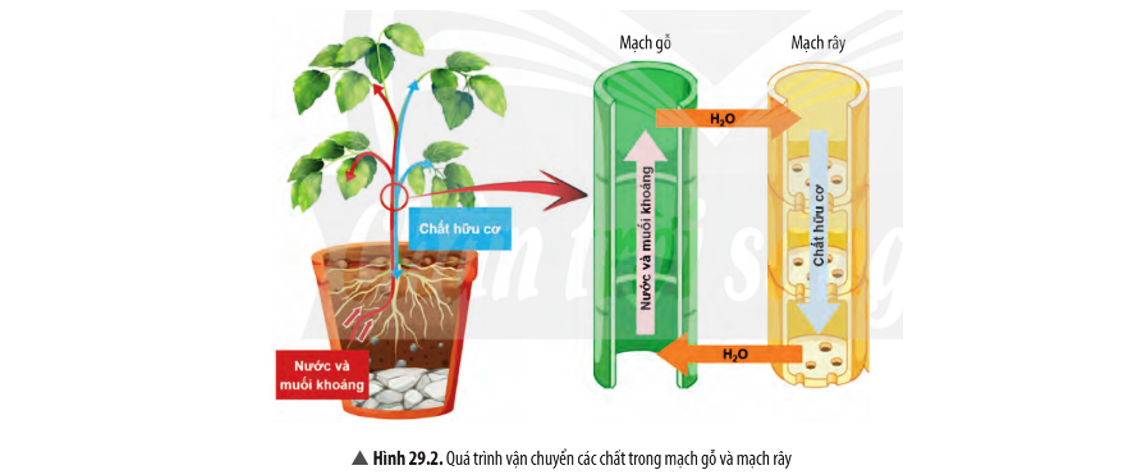 Mạch gỗ
Mạch rây
H₂O
Nước và muối khoáng
Chất hữu cơ
Chất hữu cơ
Nước và
muối khoáng
H₂O
▲ Hình 29.2. Quá trình vận chuyển các chất trong mạch gỗ và mạch rây